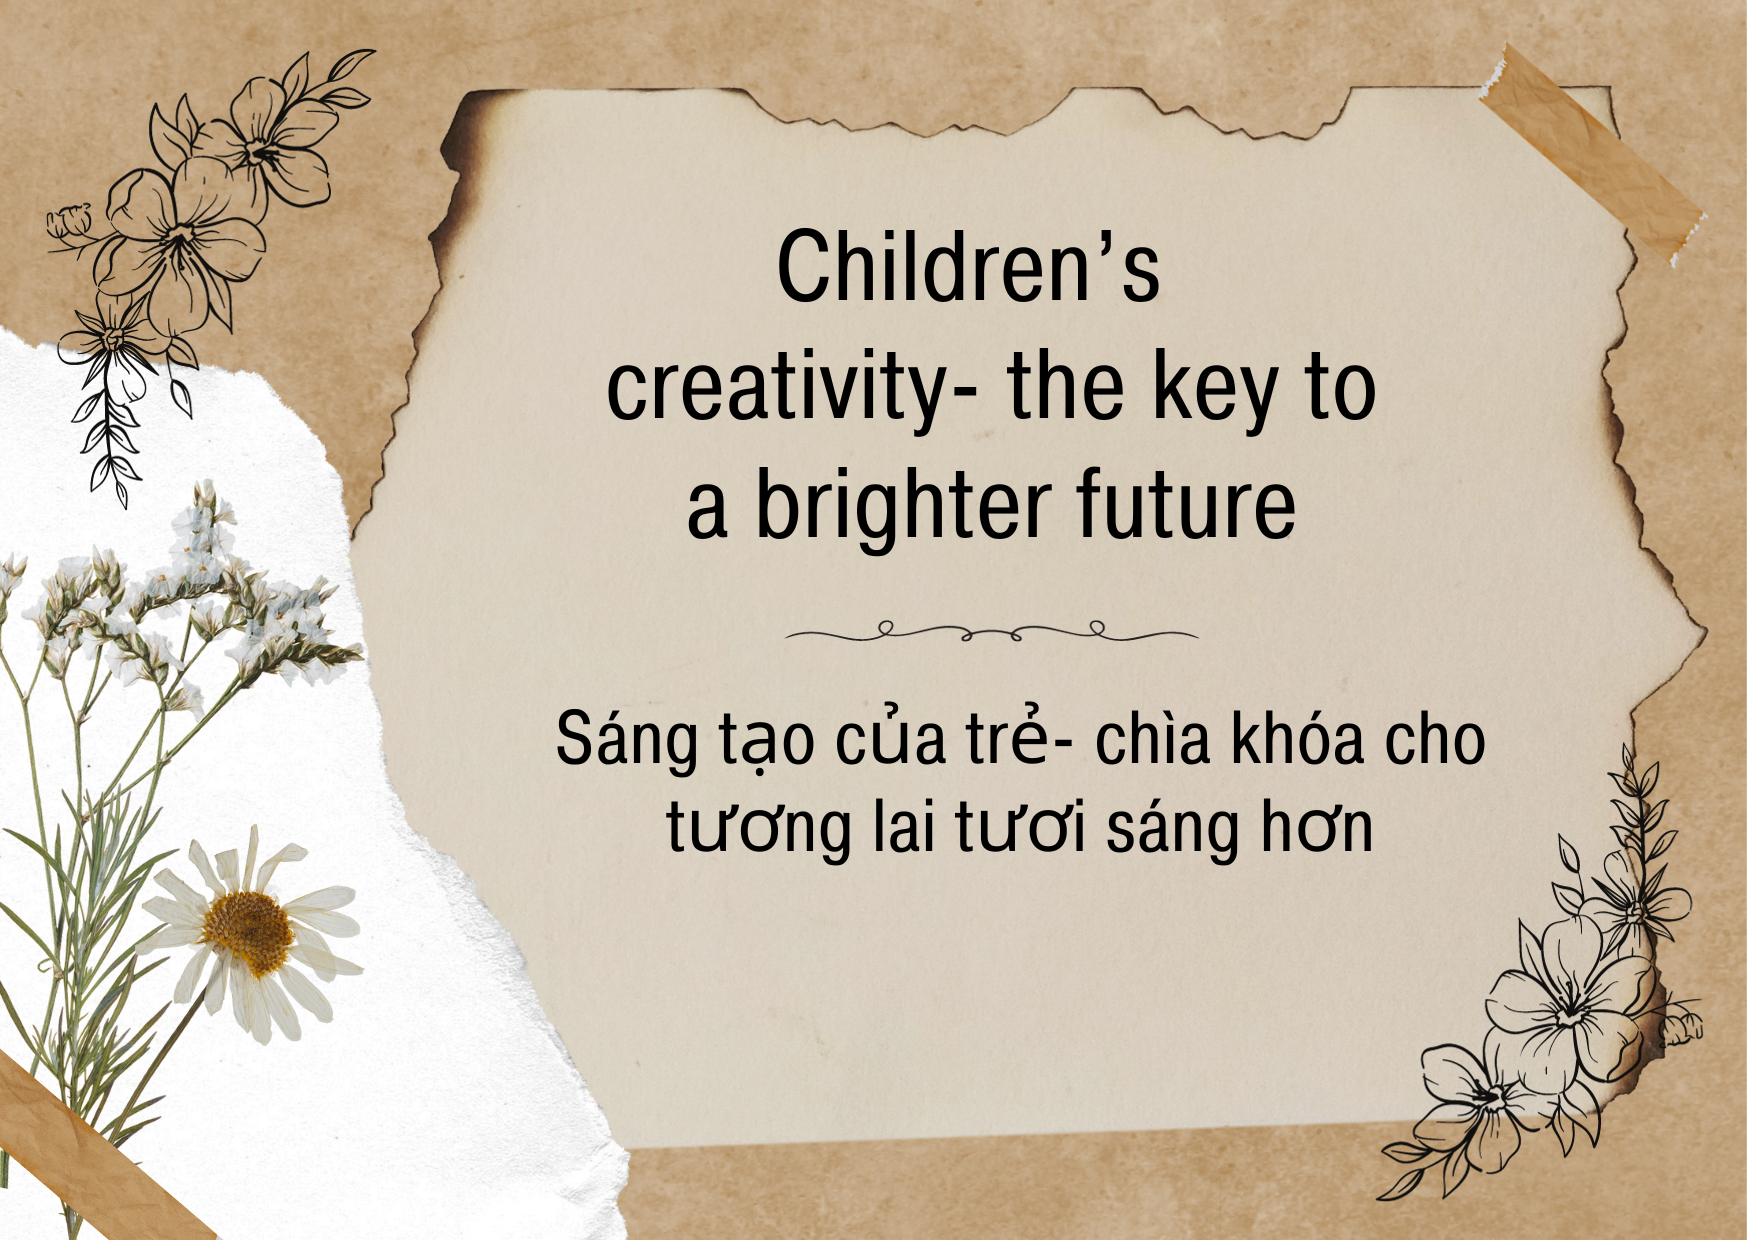 Children’s
creativity- the key to
a brighter future
Sáng tạo của trẻ- chìa khóa cho
tương lai tươi sáng hơn